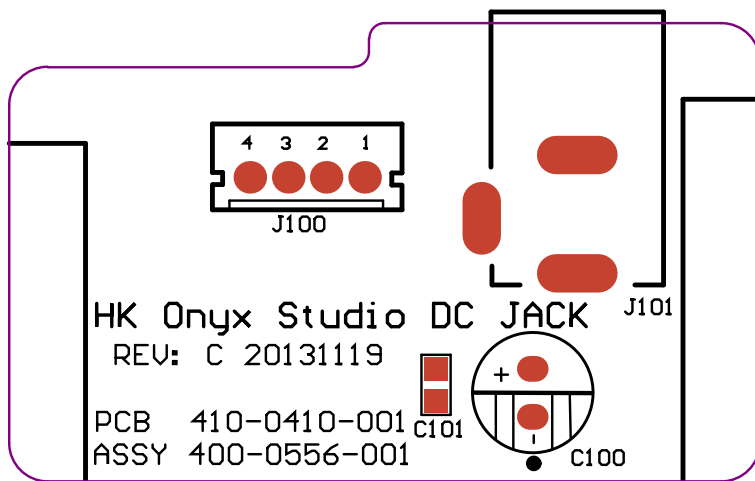 4 3 2 1
J100
J101
HK Onyx Studio DC JACK
REV: C 20131119
+
PCB 410-0410-001
C101
ASSY 400-0556-001
-
C100